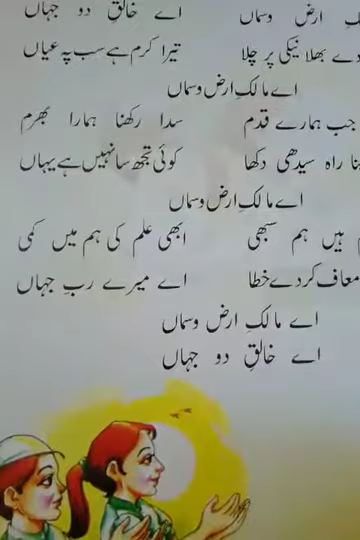 ارض وسماں اے خالقِ دو جہاں
دے بھلا نیکی پر چلا تیرا کرم ہے سب پہ عیاں
اے مالکِ ارض وسماں
جب ہمارے قدم سدا رکھنا ہمارا بھرم
راہ سیدھی دکھا کوئی تجھ سا نہیں ہے یہاں
اے مالکِ ارض وسماں
ہیں ہم سبھی ابھی علم کی ہم میں کمی
معاف کر دے خطا اے میرے ربِ جہاں
اے مالکِ ارض وسماں
اے خالقِ دو جہاں